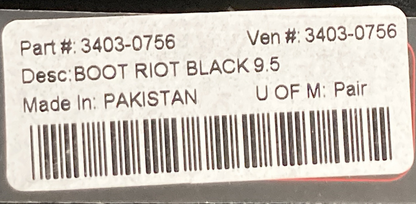 Part #: 3403-0756 Ven #: 3403-0756
Desc:BOOT RIOT BLACK 9.5
Made In: PAKISTAN U OF M: Pair